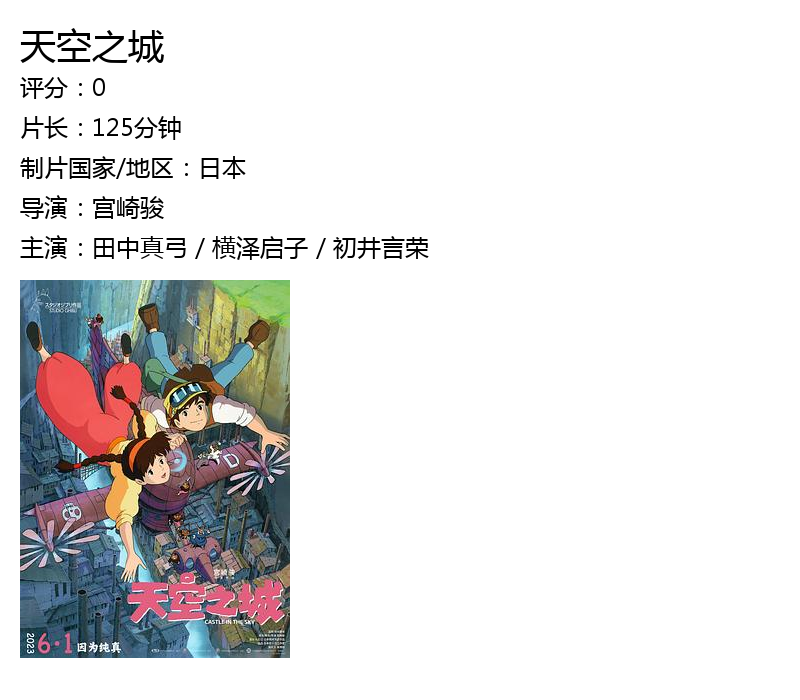 天空之城
评分：0
片长：125分钟
制片国家/地区：日本
导演：宫崎骏
主演：田中真弓 / 横泽启子 / 初井言荣
スタジオジブリ作品
STUDIO GHIBLI
D
天空之城
CASTLE IN THE SKY
2023 6·1 因为纯真